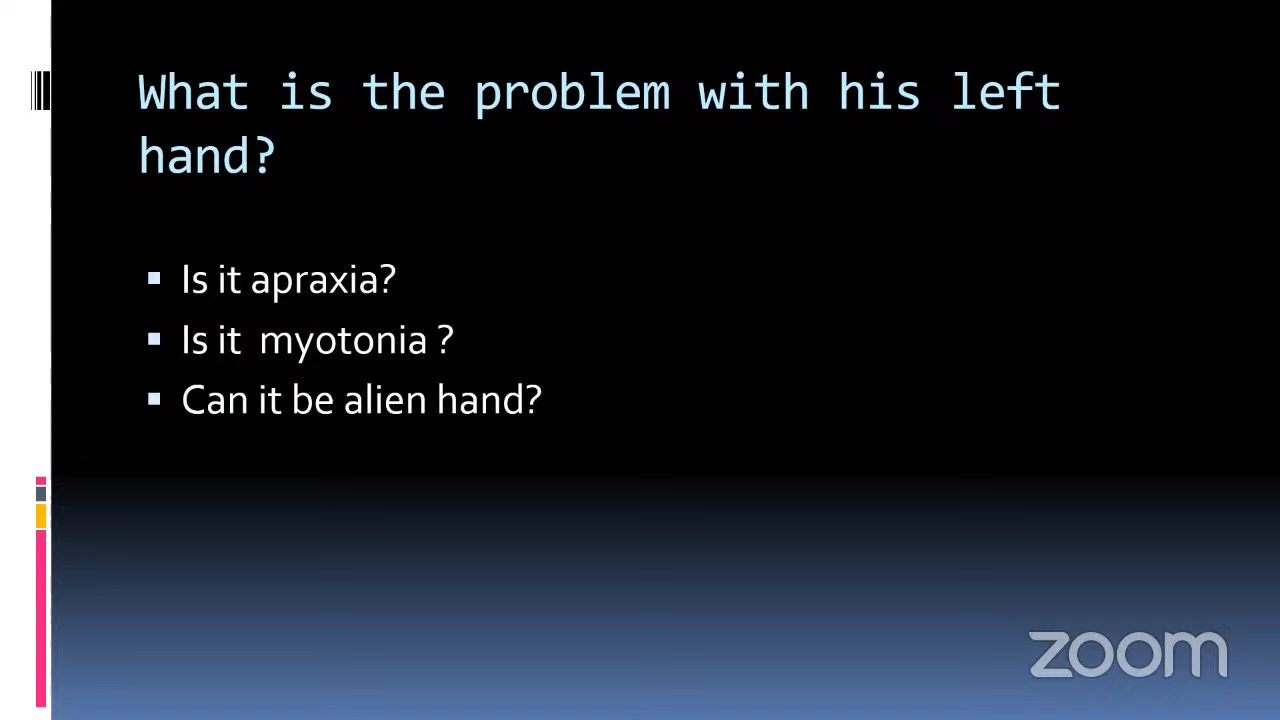 What is the problem with his left
hand?
Is it apraxia?
Is it myotonia ?
Can it be alien hand?
zoom